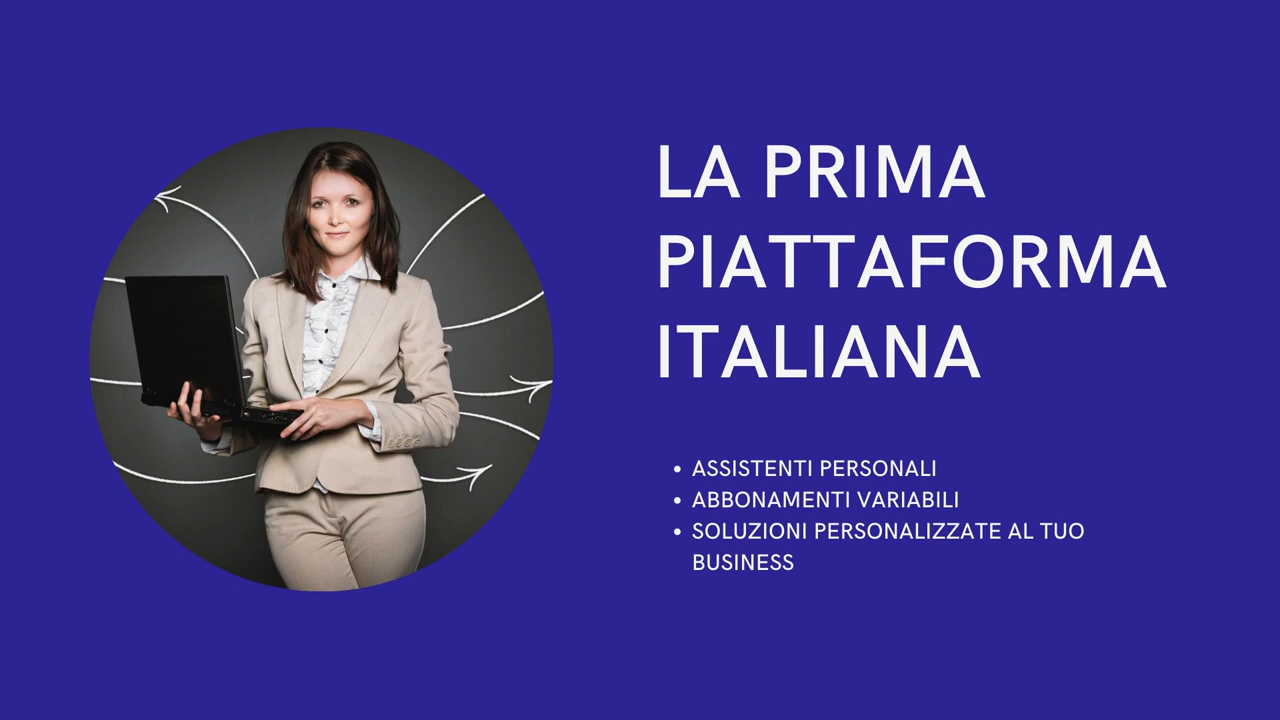 LA PRIMA
PIATTAFORMA
ITALIANA
• ASSISTENTI PERSONALI
• ABBONAMENTI VARIABILI
• SOLUZIONI PERSONALIZZATE AL TUO
BUSINESS